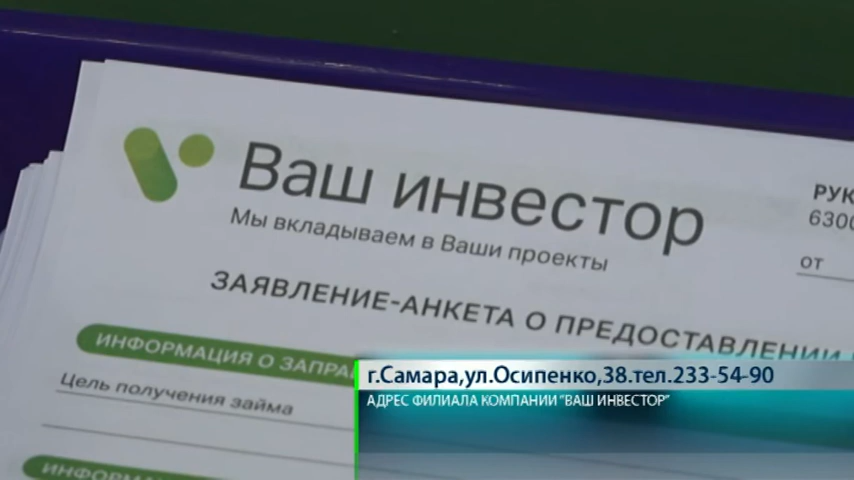 Ваш инвестор
Мы вкладываем в Ваши проекты
РУК
6300
от
ЗАЯВЛЕНИЕ-АНКЕТА О ПРЕДОСТАВЛЕНИИ
ИНФОРМАЦИЯ О ЗАПРА
Цель получения займа
ИНФОРМАЦ
г.Самара,ул.Осипенко,38.тел.233-54-90
АДРЕС ФИЛИАЛА КОМПАНИИ "ВАШ ИНВЕСТОР"